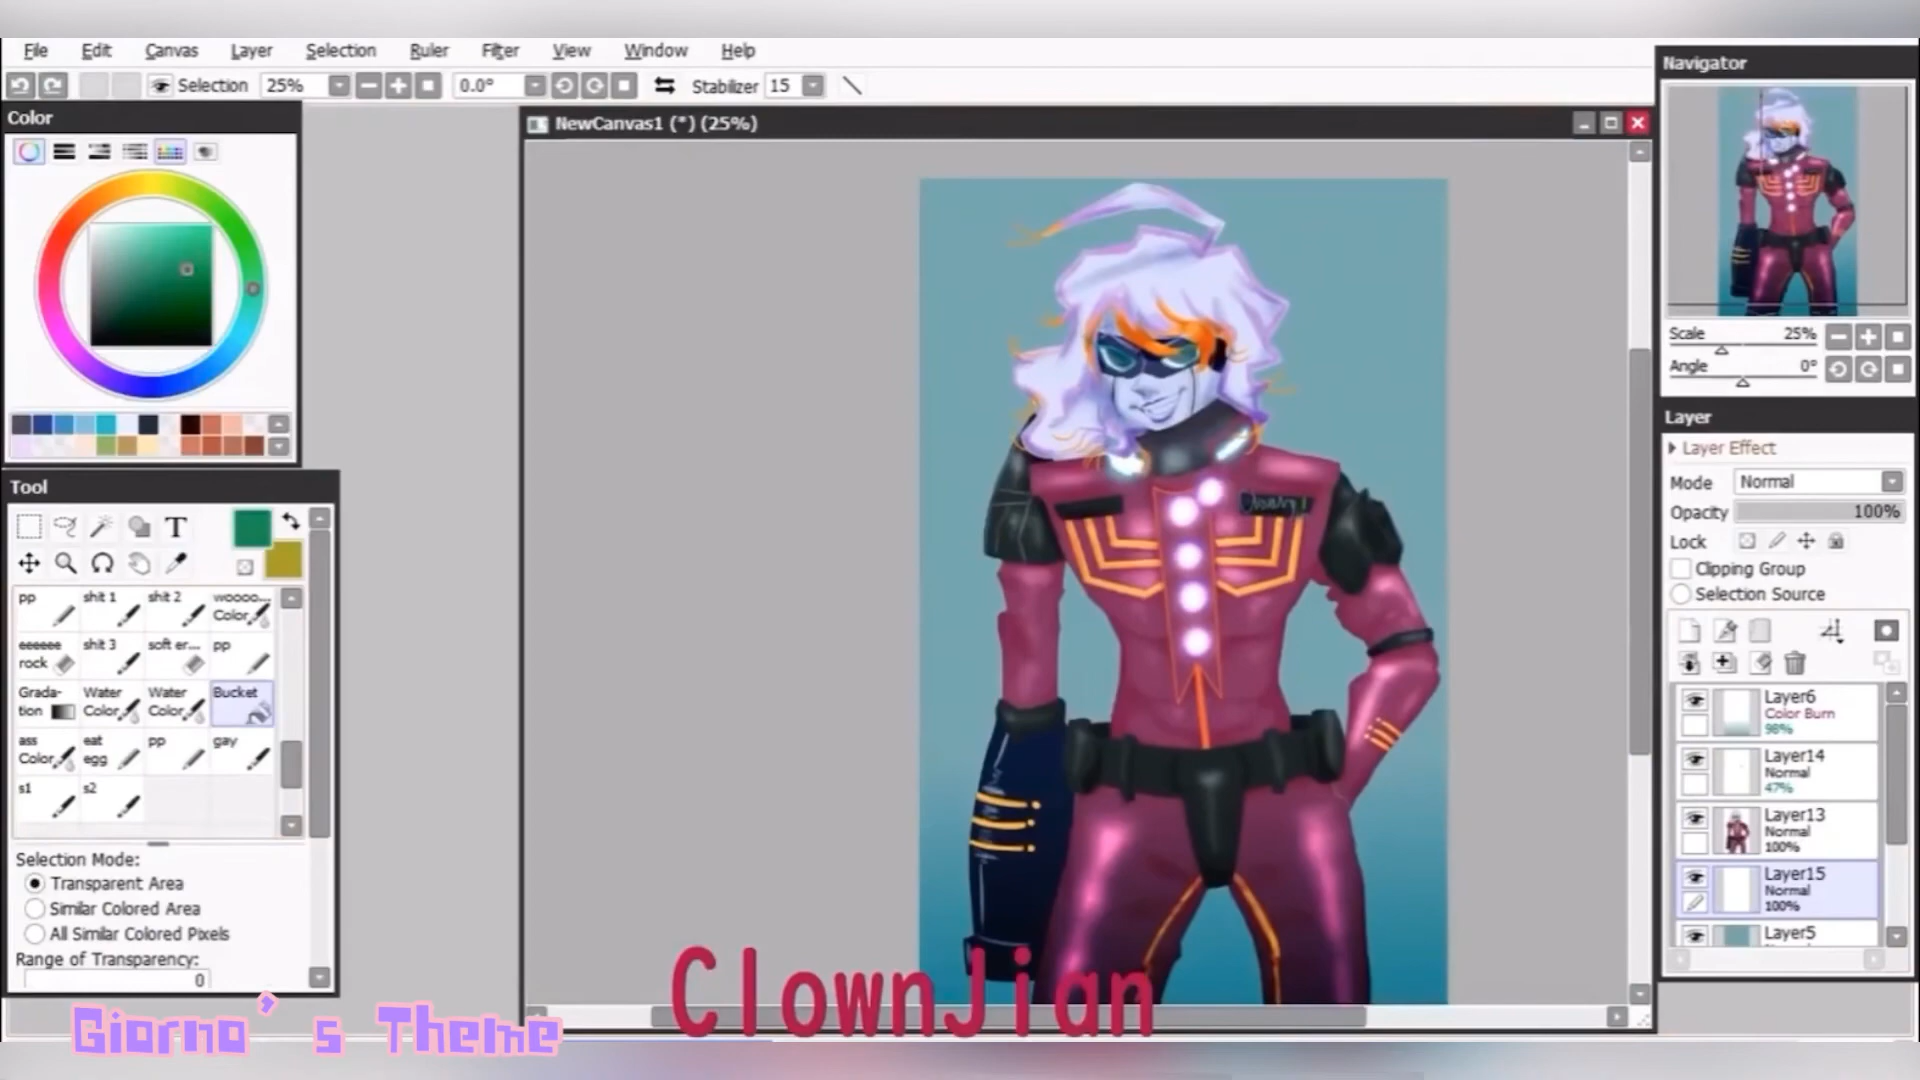 File Edit Canvas Layer Selection Ruler Filter View Window Help
Selection 25% 0.0° Stabilizer 15
Color
NewCanvas1 (*) (25%)
Navigator
Scale 25%
Angle 0°
Layer
Layer Effect
Mode Normal
Opacity 100%
Lock
Clipping Group
Selection Source
Layer6
Color Burn
98%
Layer14
Normal
47%
Layer13
Normal
100%
Layer15
Normal
100%
Layer5
Tool
T
pp shit 1 shit 2 woooo... Color
eeeeee rock shit 3 soft er... pp
Grada-tion Water Color Water Color Bucket
ass Color eat egg pp gay
s1 s2
Selection Mode:
Transparent Area
Similar Colored Area
All Similar Colored Pixels
Range of Transparency:
0
Giorno's Theme
ClownJian